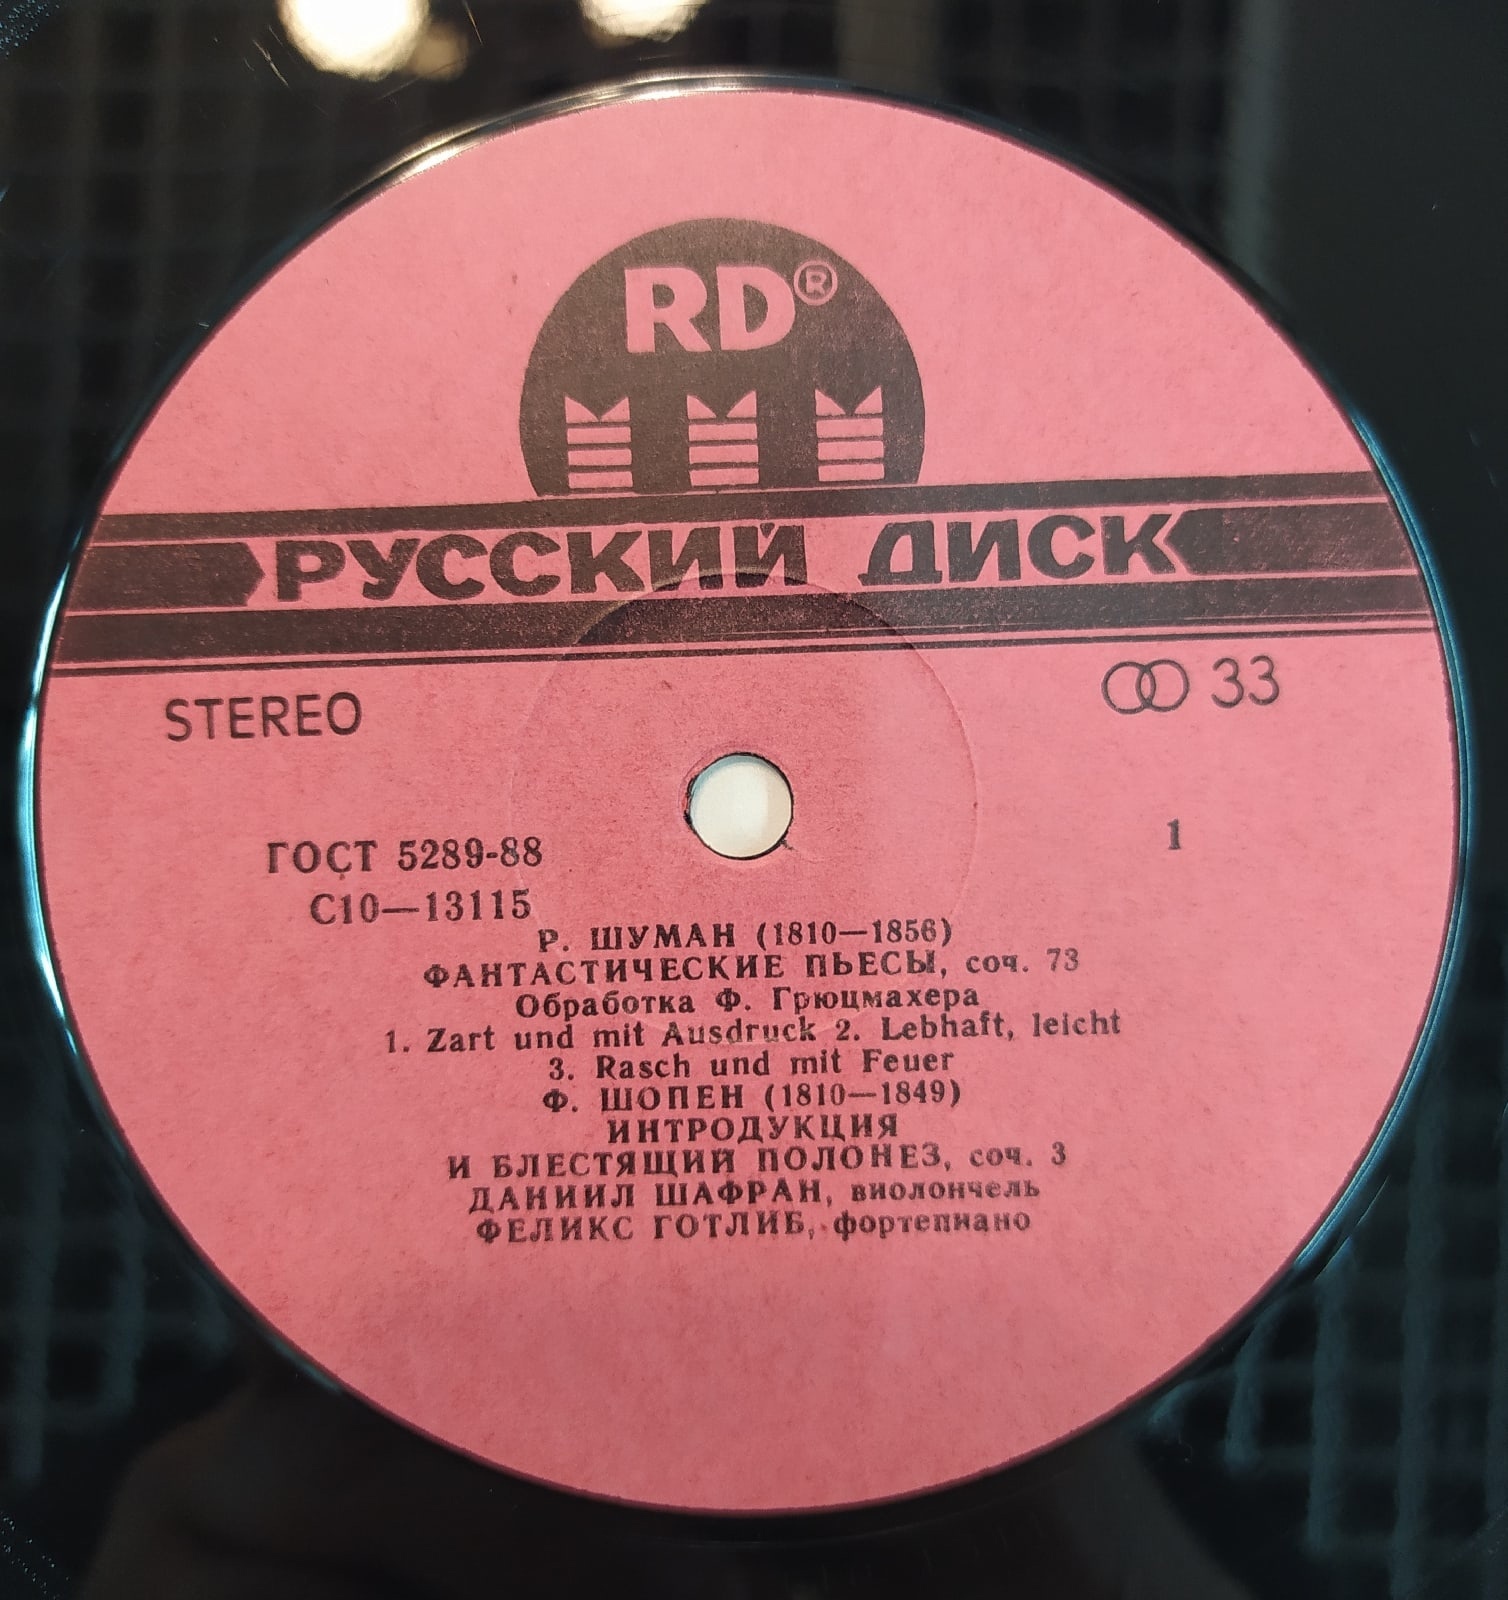 RD®
РУССКИЙ ДИСК
STEREO
33
ГОСТ 5289-88
1
С10—13115
Р. ШУМАН (1810—1856)
ФАНТАСТИЧЕСКИЕ ПЬЕСЫ, соч. 73
Обработка Ф. Грюцмахера
1. Zart und mit Ausdruck 2. Lebhaft, leicht
3. Rasch und mit Feuer
Ф. ШОПЕН (1810—1849)
ИНТРОДУКЦИЯ
И БЛЕСТЯЩИЙ ПОЛОНЕЗ, соч. 3
ДАНИИЛ ШАФРАН, виолончель
ФЕЛИКС ГОТЛИБ, фортепиано